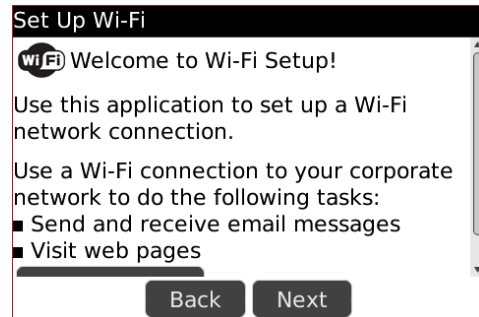 Set Up Wi-Fi
Wi Fi Welcome to Wi-Fi Setup!
Use this application to set up a Wi-Fi
network connection.
Use a Wi-Fi connection to your corporate
network to do the following tasks:
■ Send and receive email messages
■ Visit web pages
Back Next